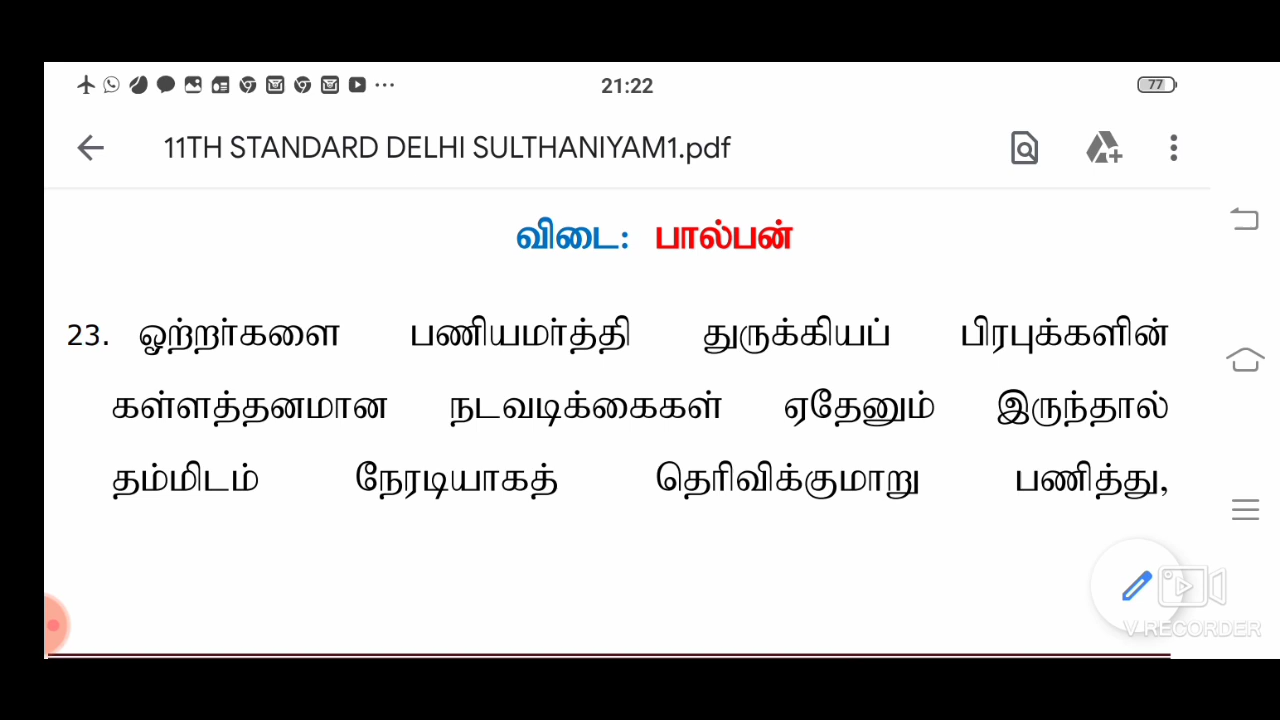 21:22
77
11TH STANDARD DELHI SULTHANIYAM1.pdf
விடை: பால்பன்
23. ஓற்றர்களை பணியமர்த்தி துருக்கியப் பிரபுக்களின்
கள்ளத்தனமான நடவடிக்கைகள் ஏதேனும் இருந்தால்
தம்மிடம் நேரடியாகத் தெரிவிக்குமாறு பணித்து,
V RECORDER